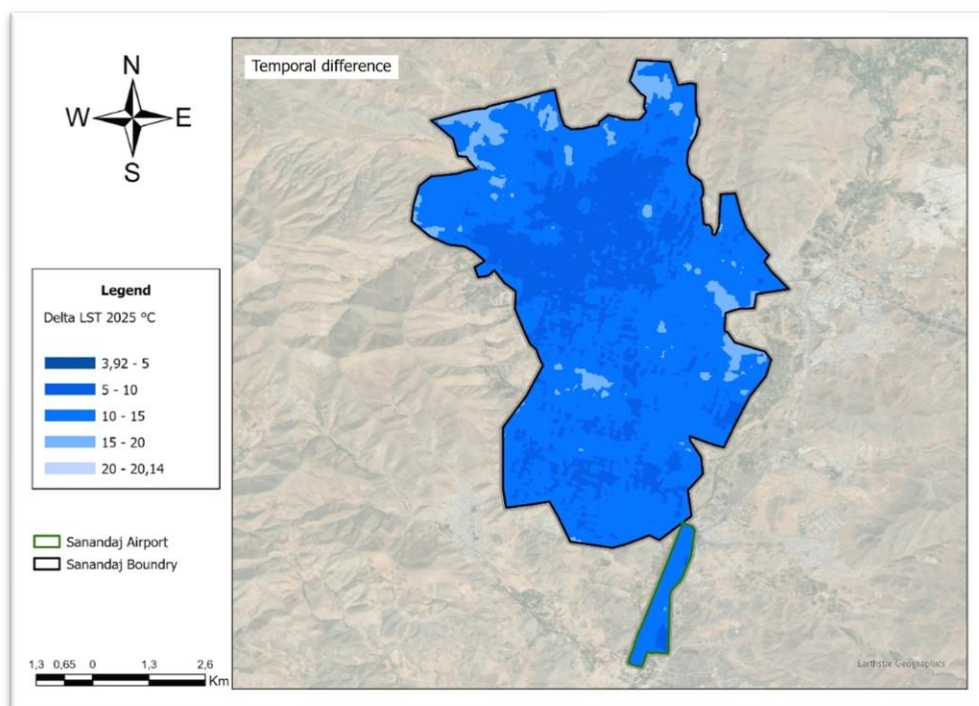 Temporal difference
N
W E
S
Legend
Delta LST 2025 °C
3,92 - 5
5 - 10
10 - 15
15 - 20
20 - 20,14
Sanandaj Airport
Sanandaj Boundry
1,3 0,65 0 1,3 2,6
Km
Earthstar Geographics